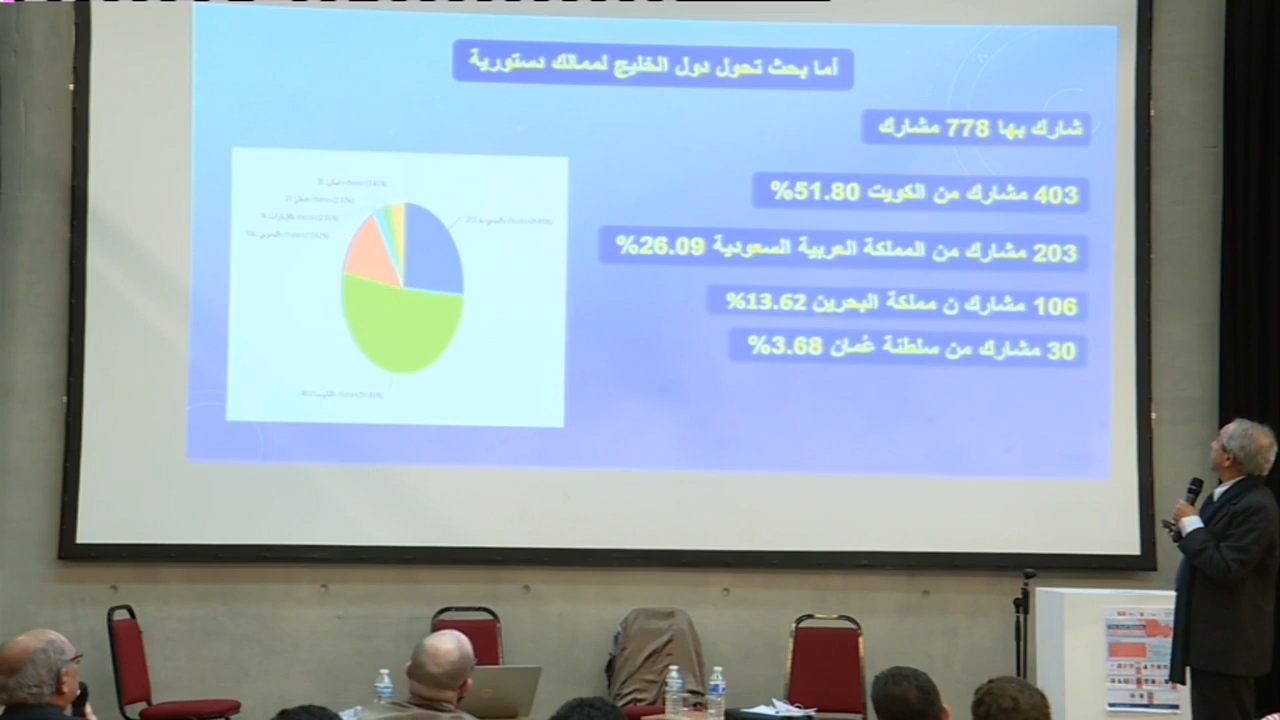 أما بحث تحول دول الخليج لممالك دستورية
شارك بها 778 مشارك
403 مشارك من الكويت 51.80%
203 مشارك من المملكة العربية السعودية 26.09%
106 مشارك ن مملكة البحرين 13.62%
30 مشارك من سلطنة عُمان 3.68%